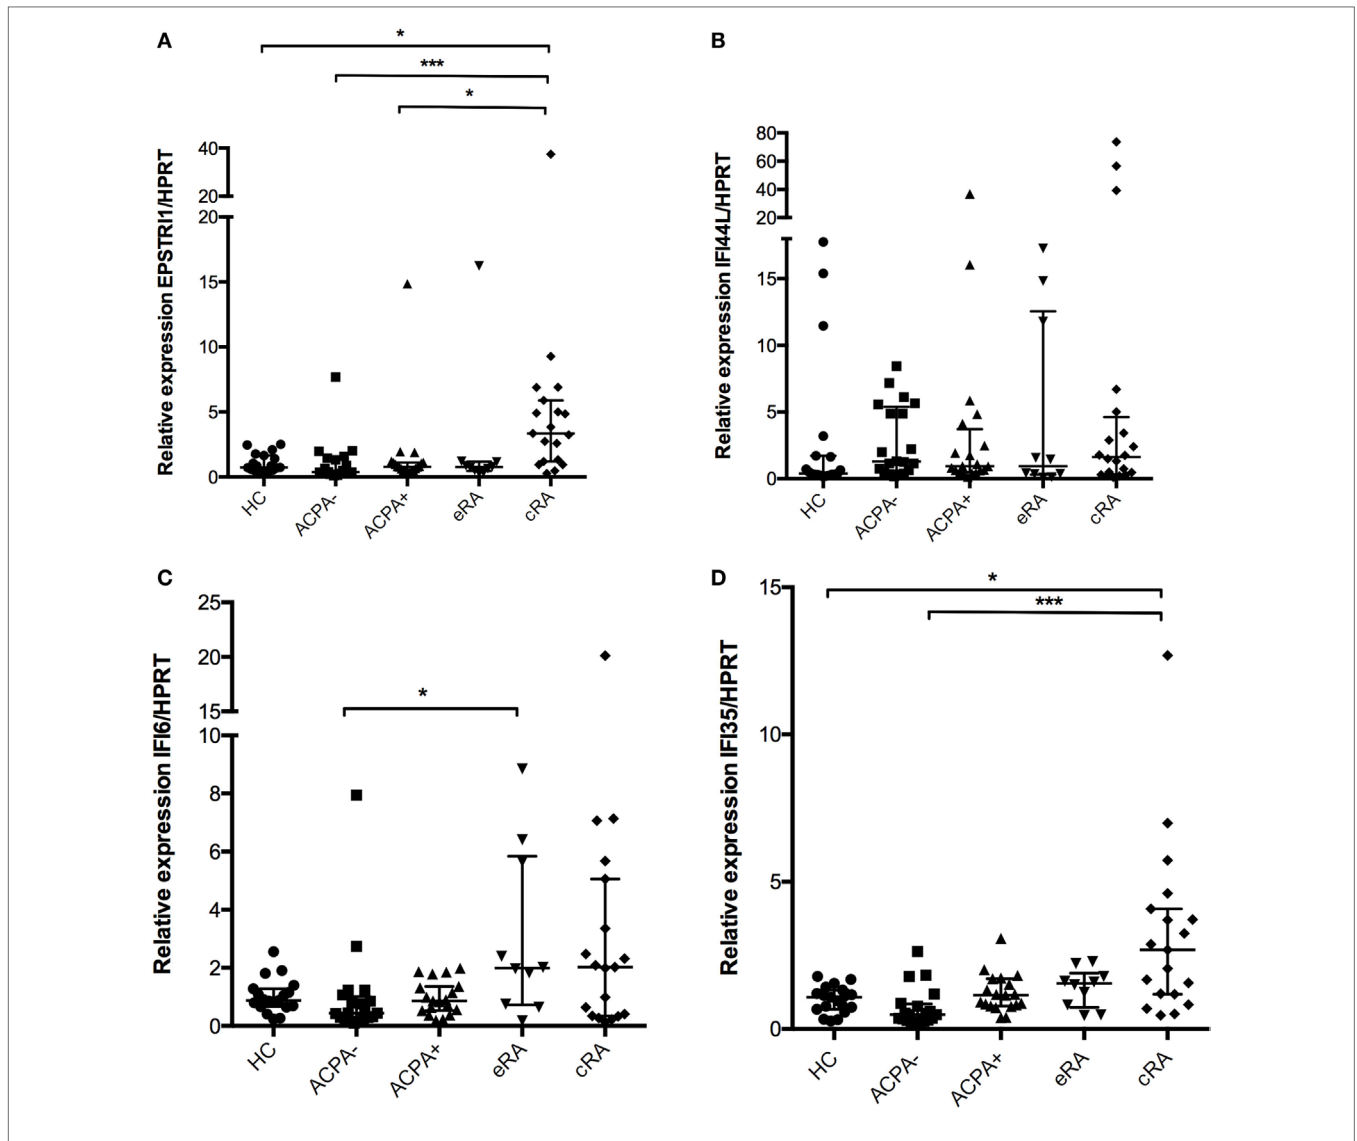 A
*
***
*
Relative expression EPSTRI1/HPRT
40
20
20
15
10
5
0
HC
ACPA-
ACPA+
eRA
cRA
B
Relative expression IFI44L/HPRT
80
60
40
20
15
10
5
0
HC
ACPA-
ACPA+
eRA
cRA
C
*
Relative expression IFI6/HPRT
25
20
15
10
8
6
4
2
0
HC
ACPA-
ACPA+
eRA
cRA
D
*
***
Relative expression IFI35/HPRT
15
10
5
0
HC
ACPA-
ACPA+
eRA
cRA